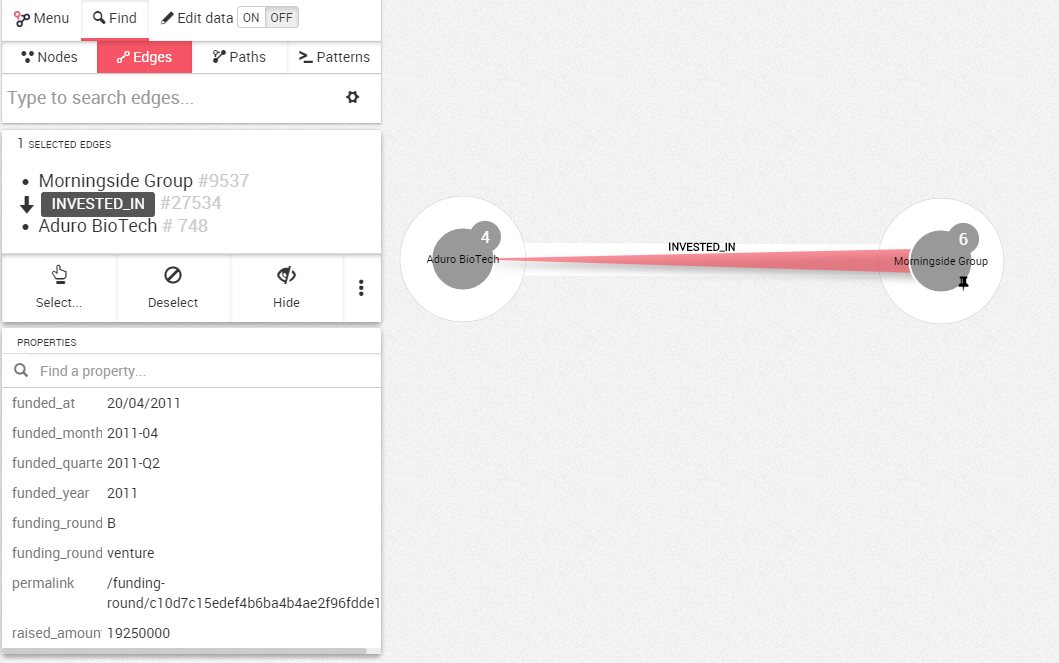 Menu Find Edit data ON OFF
Nodes Edges Paths Patterns
Type to search edges...
1 SELECTED EDGES
Morningside Group #9537
INVESTED_IN #27534
Aduro BioTech # 748
Select... Deselect Hide
PROPERTIES
Find a property...
funded_at 20/04/2011
funded_month 2011-04
funded_quarte 2011-Q2
funded_year 2011
funding_round B
funding_round venture
permalink /funding-
round/c10d7c15edef4b6ba4b4ae2f96fdde1
raised_amoun 19250000
4
Aduro BioTech
INVESTED_IN
6
Morningside Group